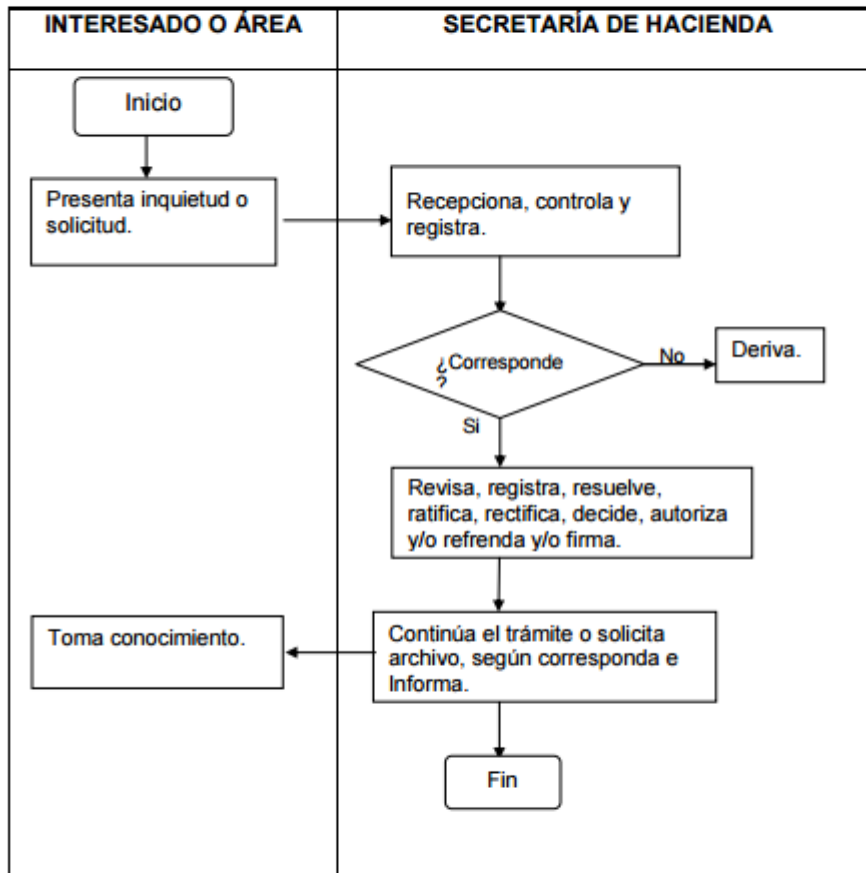 INTERESADO O ÁREA
SECRETARÍA DE HACIENDA
Inicio
Presenta inquietud o
solicitud.
Recepciona, controla y
registra.
¿Corresponde
?
No
Deriva.
Si
Revisa, registra, resuelve,
ratifica, rectifica, decide, autoriza
y/o refrenda y/o firma.
Continúa el trámite o solicita
archivo, según corresponda e
Informa.
Toma conocimiento.
Fin